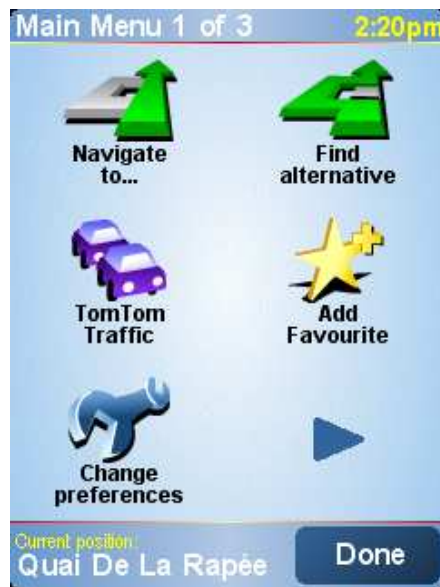 Main Menu 1 of 3 2:20pm
Navigate
to...
Find
alternative
TomTom
Traffic
Add
Favourite
Change
preferences
Current position:
Quai De La Rapée
Done